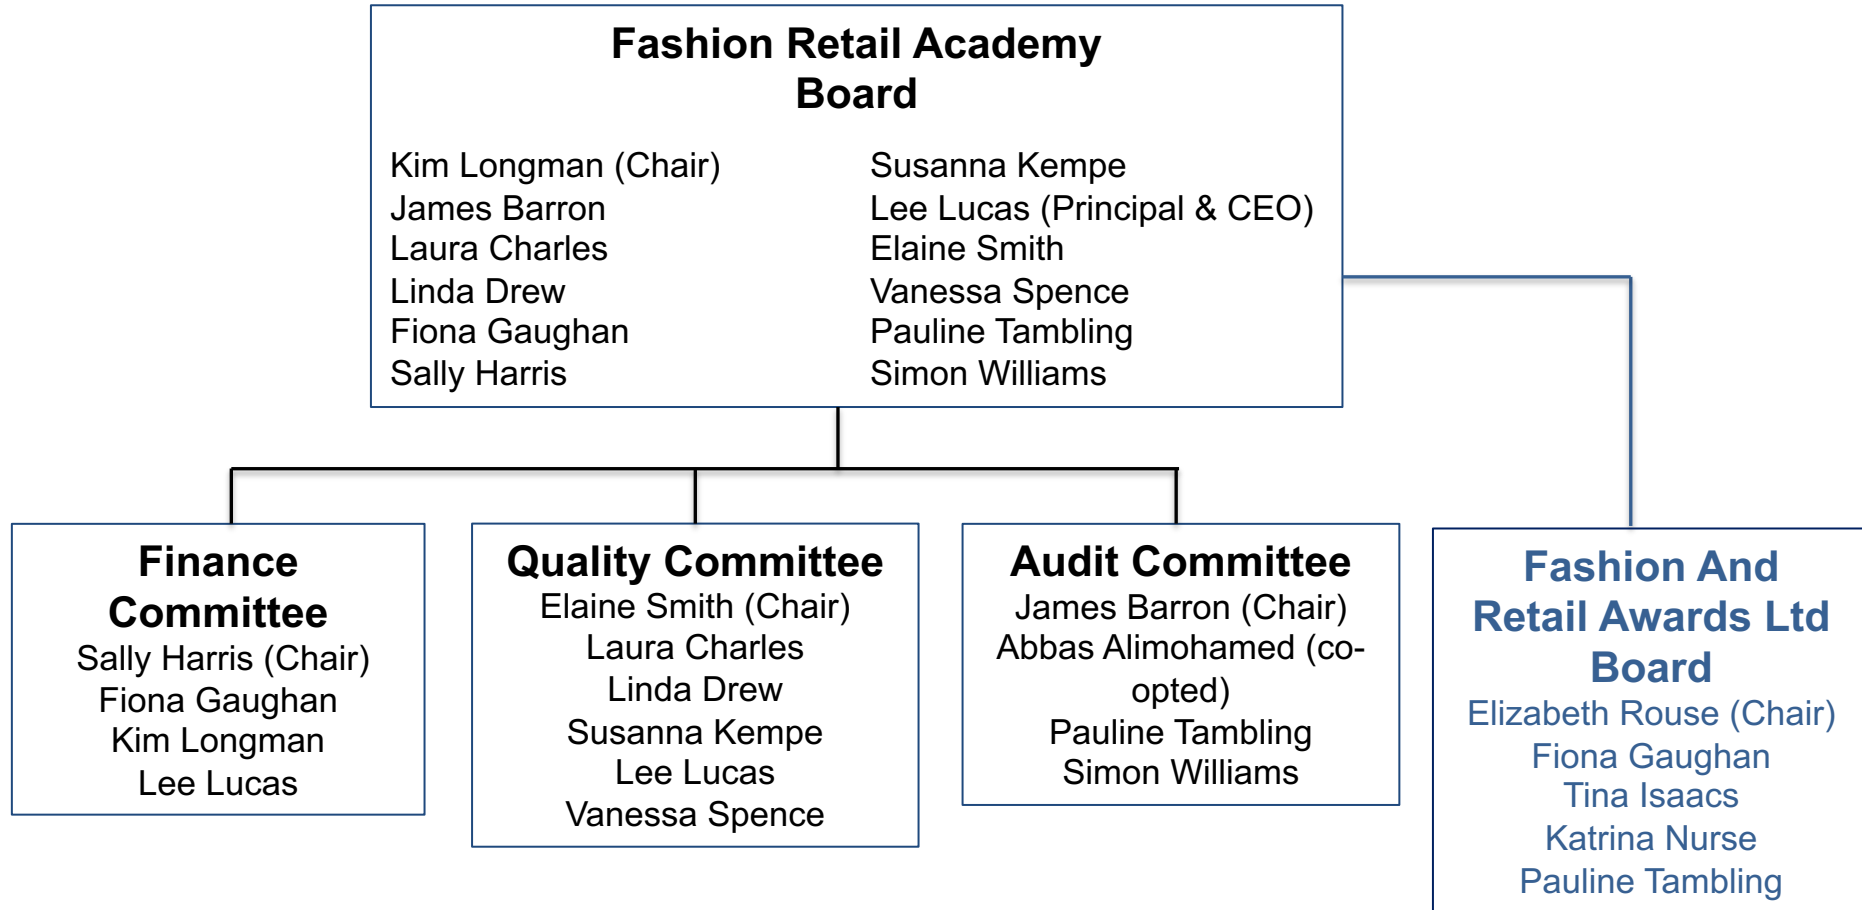 Fashion Retail Academy
Board
Kim Longman (Chair)
James Barron
Laura Charles
Linda Drew
Fiona Gaughan
Sally Harris
Susanna Kempe
Lee Lucas (Principal & CEO)
Elaine Smith
Vanessa Spence
Pauline Tambling
Simon Williams
Finance
Committee
Sally Harris (Chair)
Fiona Gaughan
Kim Longman
Lee Lucas
Quality Committee
Elaine Smith (Chair)
Laura Charles
Linda Drew
Susanna Kempe
Lee Lucas
Vanessa Spence
Audit Committee
James Barron (Chair)
Abbas Alimohamed (co-
opted)
Pauline Tambling
Simon Williams
Fashion And
Retail Awards Ltd
Board
Elizabeth Rouse (Chair)
Fiona Gaughan
Tina Isaacs
Katrina Nurse
Pauline Tambling